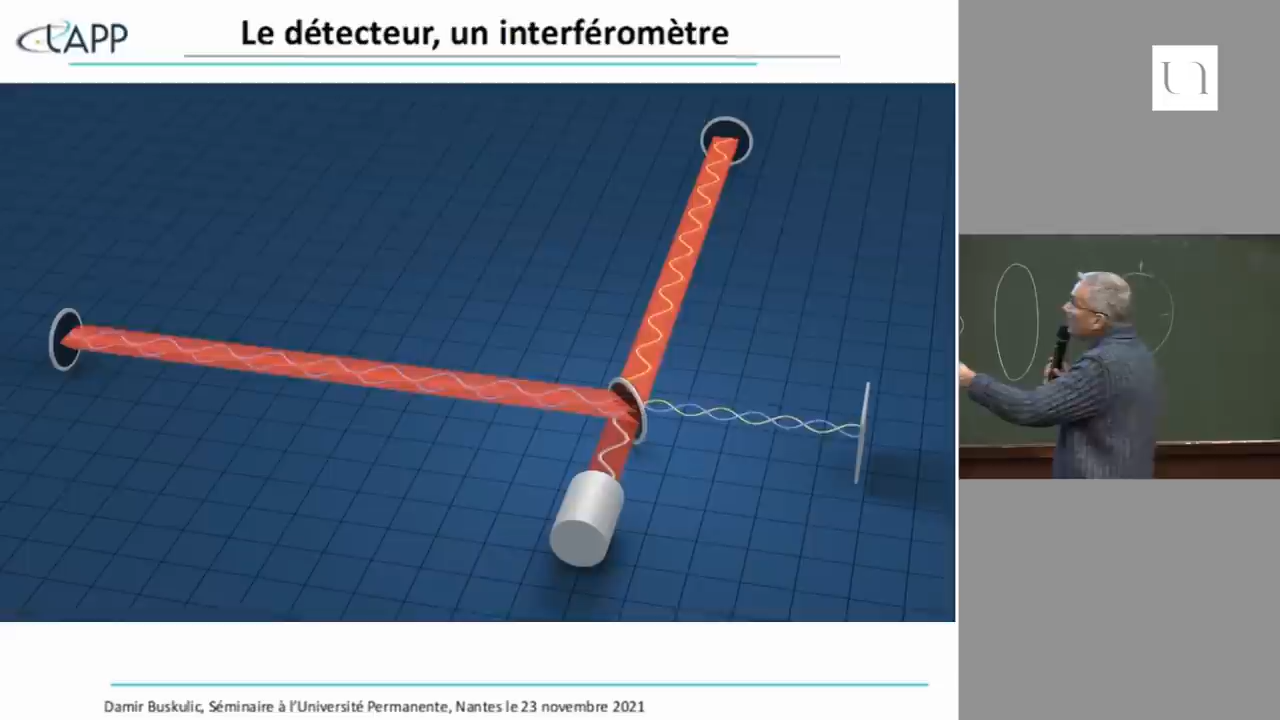 LAPP
Le détecteur, un interféromètre
Damir Buskulic, Séminaire à l'Université Permanente, Nantes le 23 novembre 2021